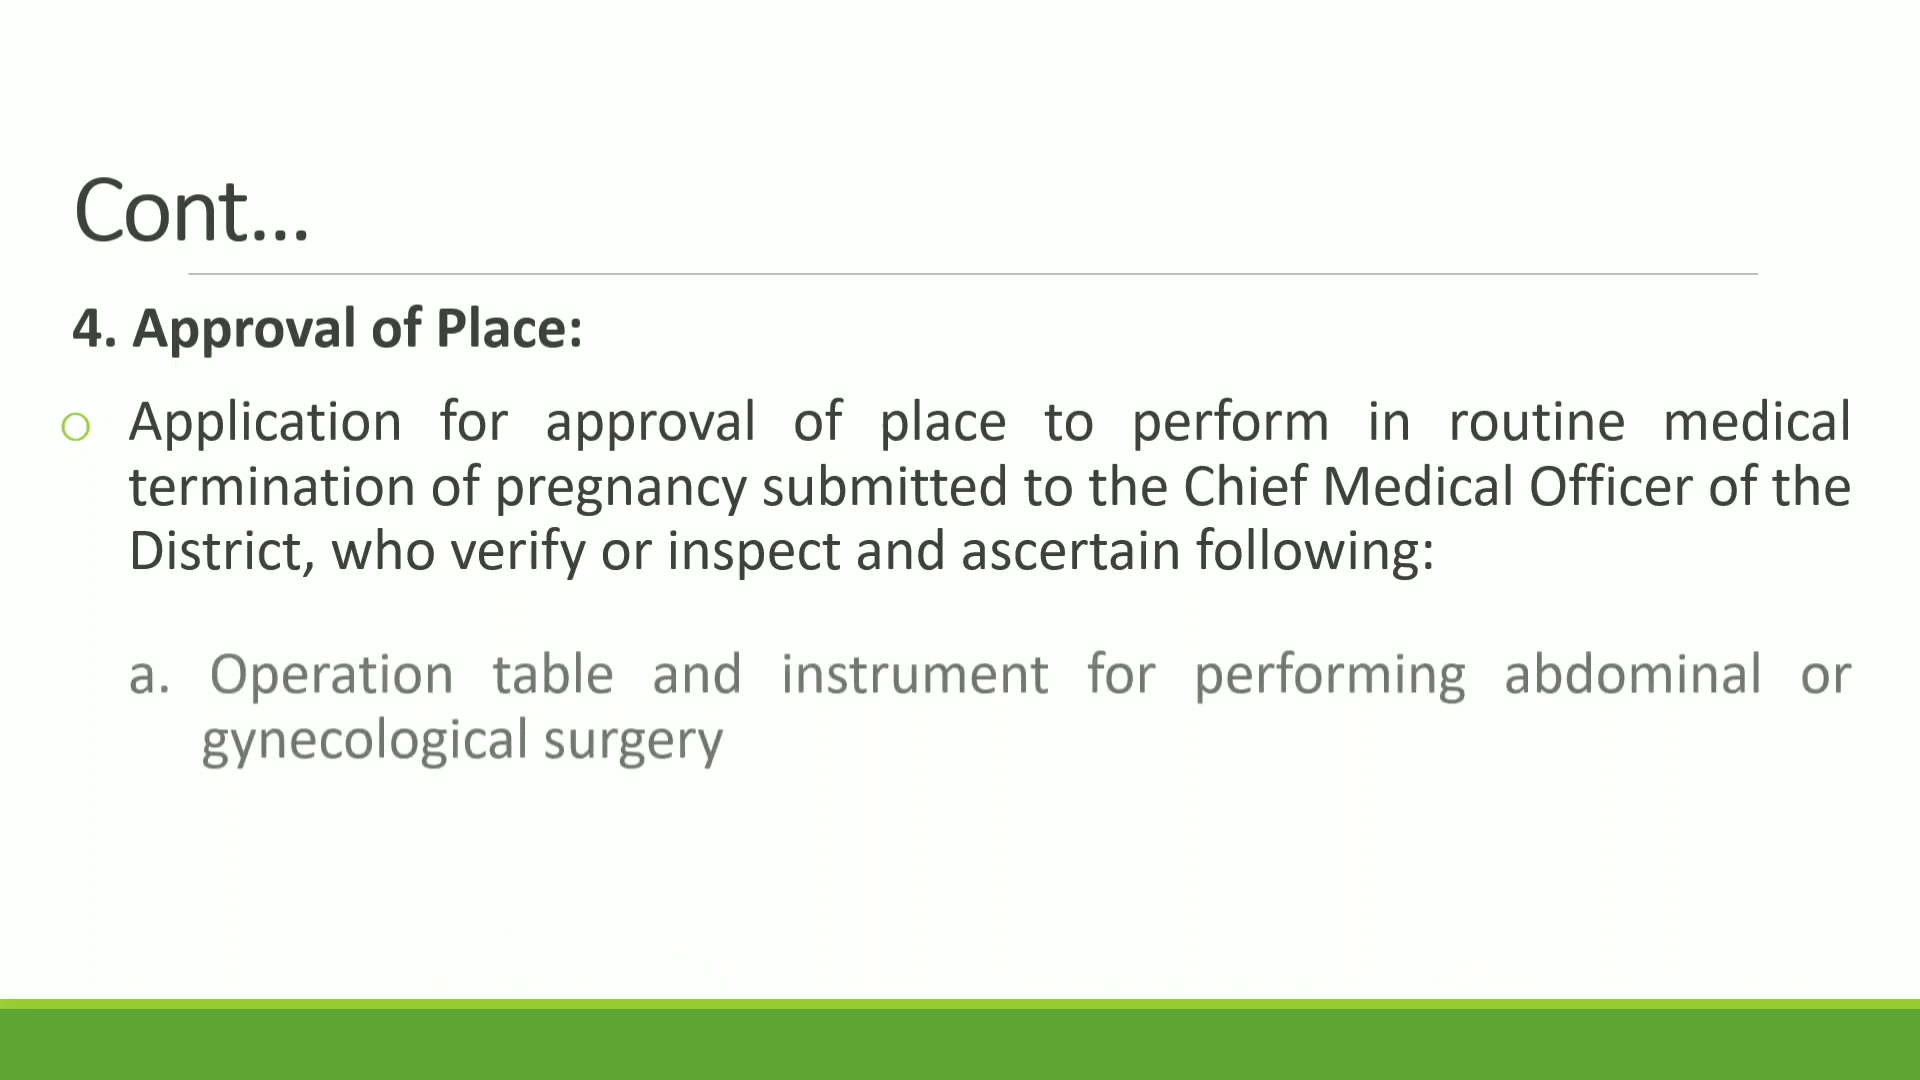 Cont...
4. Approval of Place:
Application for approval of place to perform in routine medical
termination of pregnancy submitted to the Chief Medical Officer of the
District, who verify or inspect and ascertain following:
a. Operation table and instrument for performing abdominal or
gynecological surgery